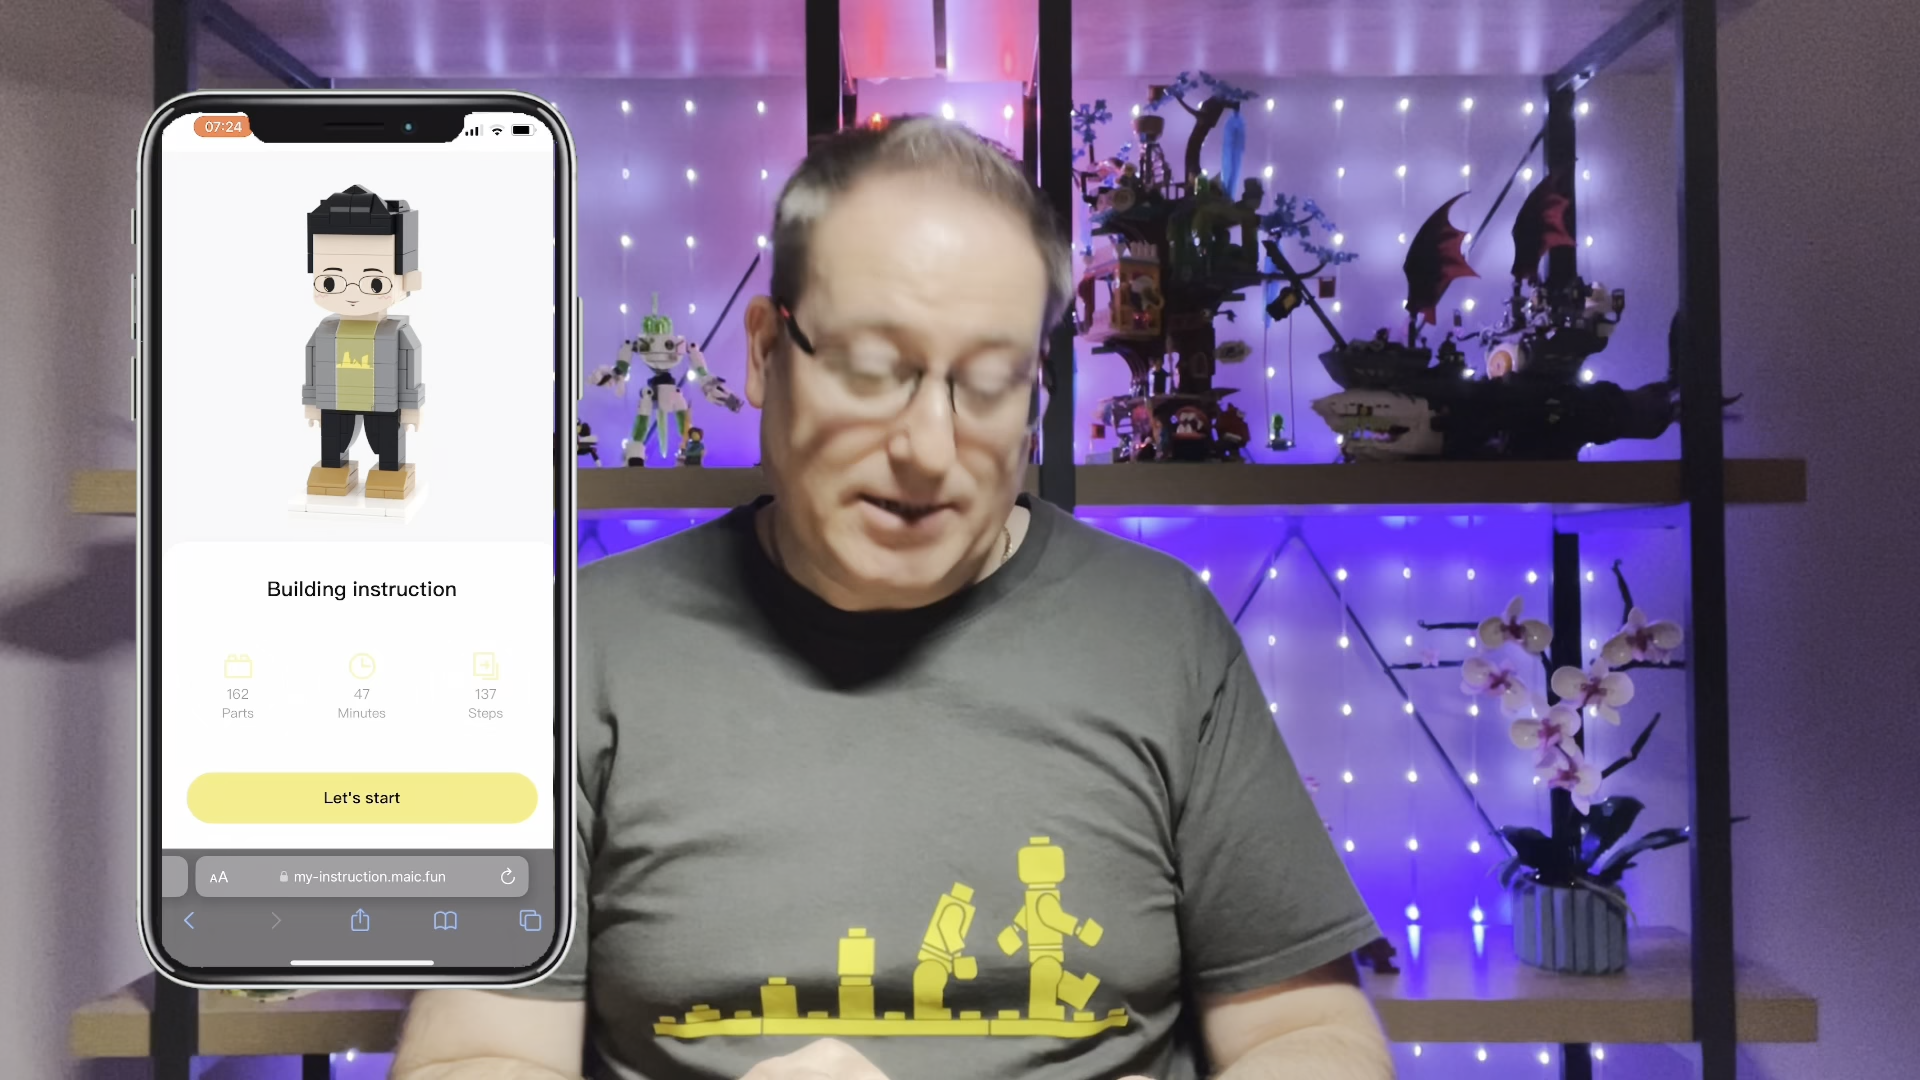 07:24
Building instruction
162
Parts
47
Minutes
137
Steps
Let's start
AA
my-instruction.maic.fun